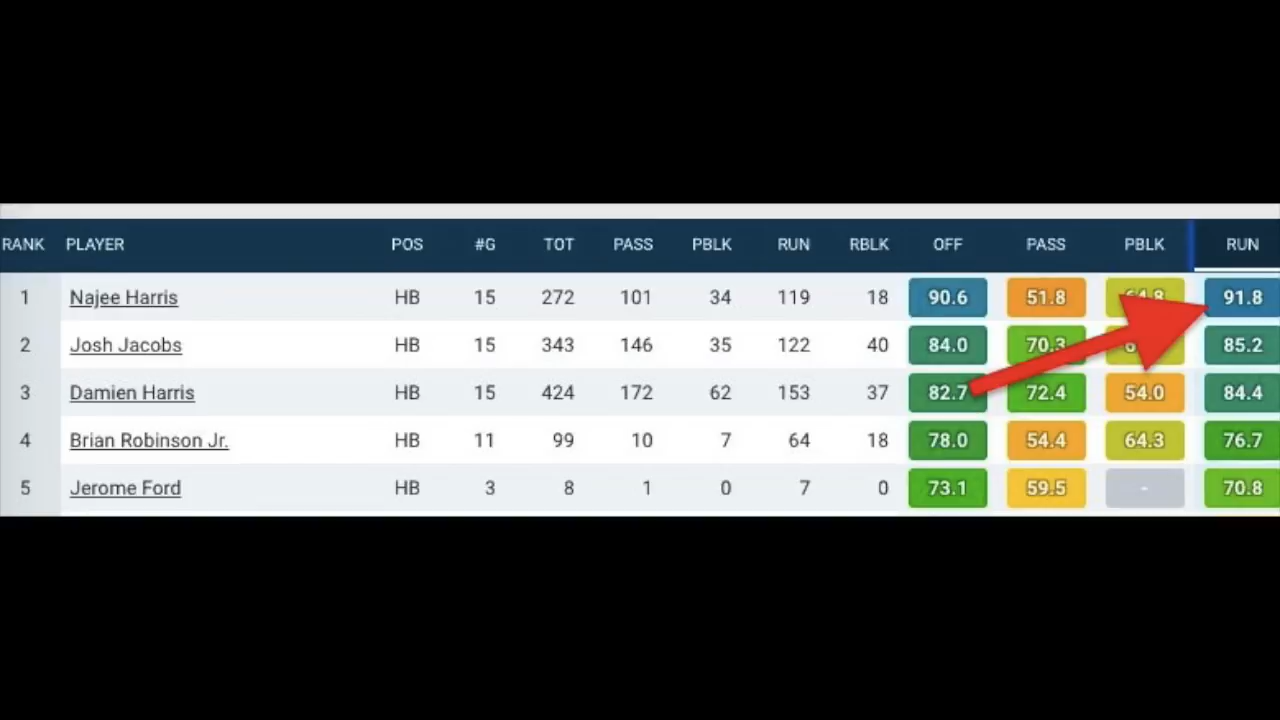 RANK PLAYER POS #G TOT PASS PBLK RUN RBLK OFF PASS PBLK RUN
1 Najee Harris HB 15 272 101 34 119 18 90.6 51.8 64.8 91.8
2 Josh Jacobs HB 15 343 146 35 122 40 84.0 70.3 85.2
3 Damien Harris HB 15 424 172 62 153 37 82.7 72.4 54.0 84.4
4 Brian Robinson Jr. HB 11 99 10 7 64 18 78.0 54.4 64.3 76.7
5 Jerome Ford HB 3 8 1 0 7 0 73.1 59.5 - 70.8